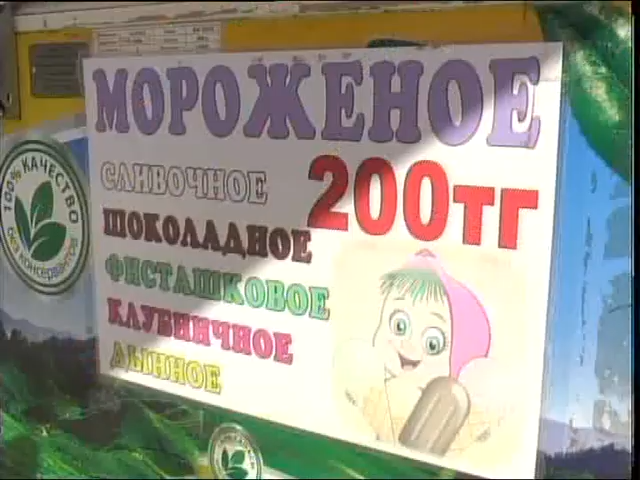 МОРОЖЕНОЕ
200тг
СЛИВОЧНОЕ
ШОКОЛАДНОЕ
ФИСТАШКОВОЕ
КЛУБНИЧНОЕ
ДЫННОЕ
100% КАЧЕСТВО
без консервантов